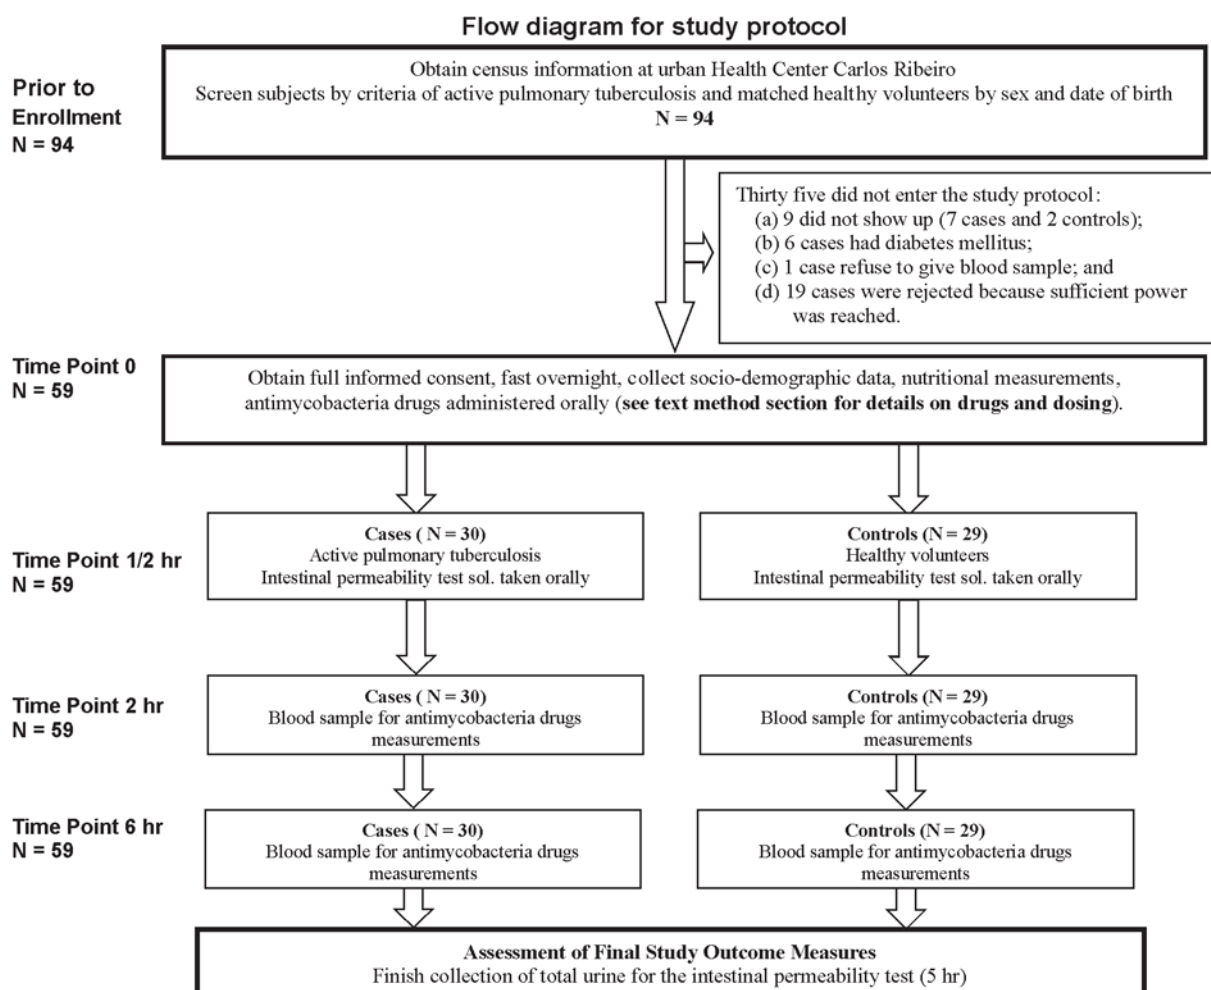 Flow diagram for study protocol
Prior to
Enrollment
N = 94
Obtain census information at urban Health Center Carlos Ribeiro
Screen subjects by criteria of active pulmonary tuberculosis and matched healthy volunteers by sex and date of birth
N = 94
Thirty five did not enter the study protocol:
(a) 9 did not show up (7 cases and 2 controls);
(b) 6 cases had diabetes mellitus;
(c) 1 case refuse to give blood sample; and
(d) 19 cases were rejected because sufficient power
was reached.
Time Point 0
N = 59
Obtain full informed consent, fast overnight, collect socio-demographic data, nutritional measurements,
antimycobacteria drugs administered orally (see text method section for details on drugs and dosing).
Time Point 1/2 hr
N = 59
Cases ( N = 30)
Active pulmonary tuberculosis
Intestinal permeability test sol. taken orally
Controls (N = 29)
Healthy volunteers
Intestinal permeability test sol. taken orally
Time Point 2 hr
N = 59
Cases ( N = 30)
Blood sample for antimycobacteria drugs
measurements
Controls (N = 29)
Blood sample for antimycobacteria drugs
measurements
Time Point 6 hr
N = 59
Cases ( N = 30)
Blood sample for antimycobacteria drugs
measurements
Controls (N = 29)
Blood sample for antimycobacteria drugs
measurements
Assessment of Final Study Outcome Measures
Finish collection of total urine for the intestinal permeability test (5 hr)